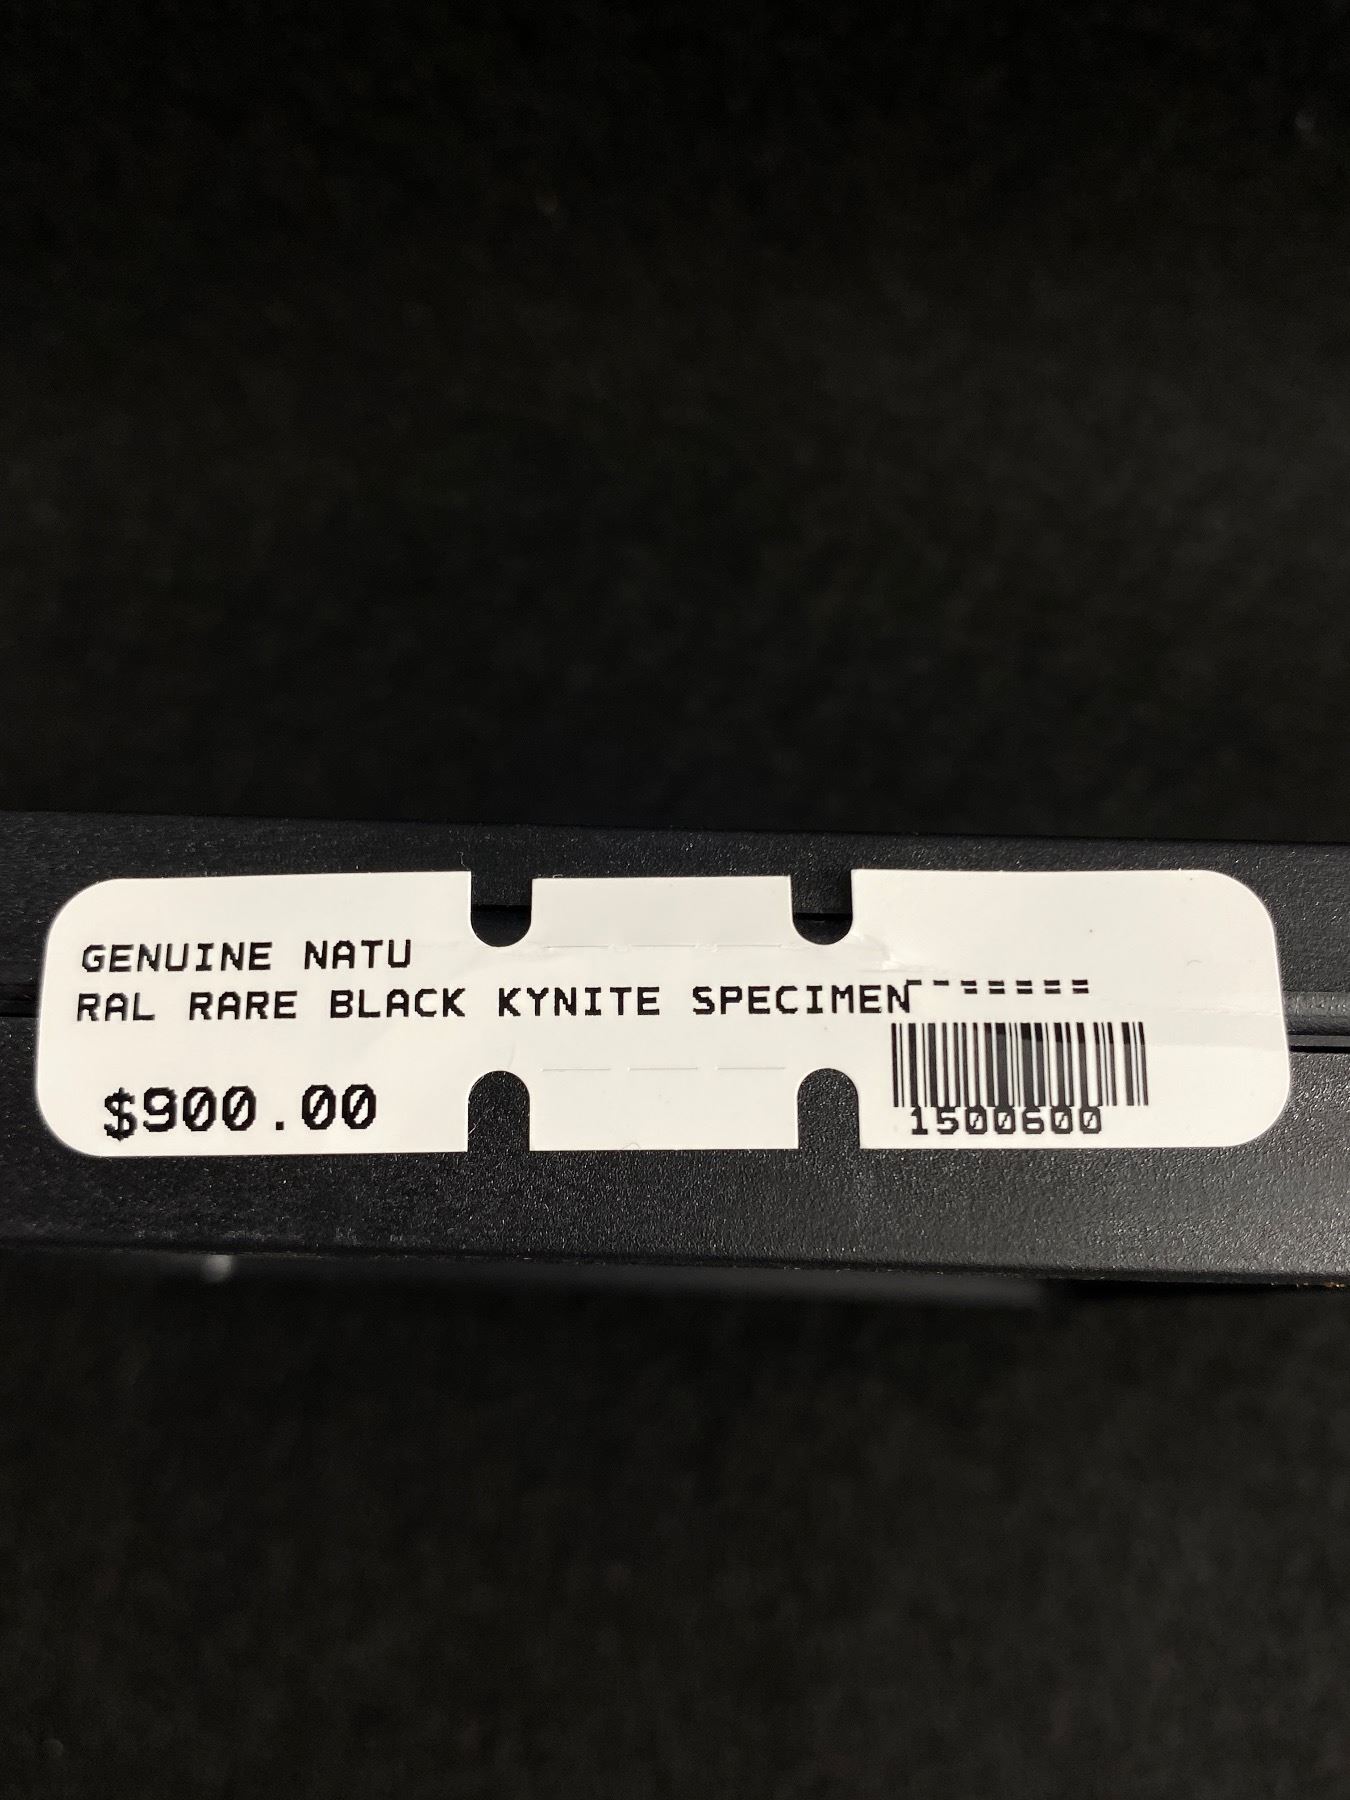 GENUINE NATU
RAL RARE BLACK KYNITE SPECIMEN
$900.00
1500600